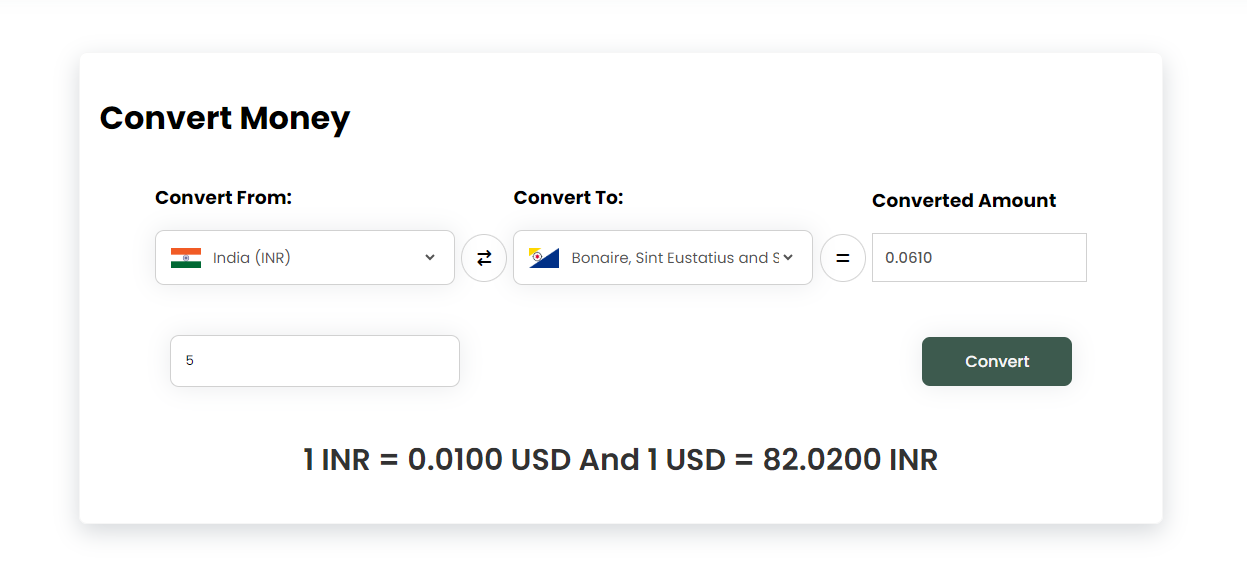 Convert Money
Convert From:
Convert To:
Converted Amount
India (INR)
Bonaire, Sint Eustatius and S
=
0.0610
5
Convert
1 INR = 0.0100 USD And 1 USD = 82.0200 INR